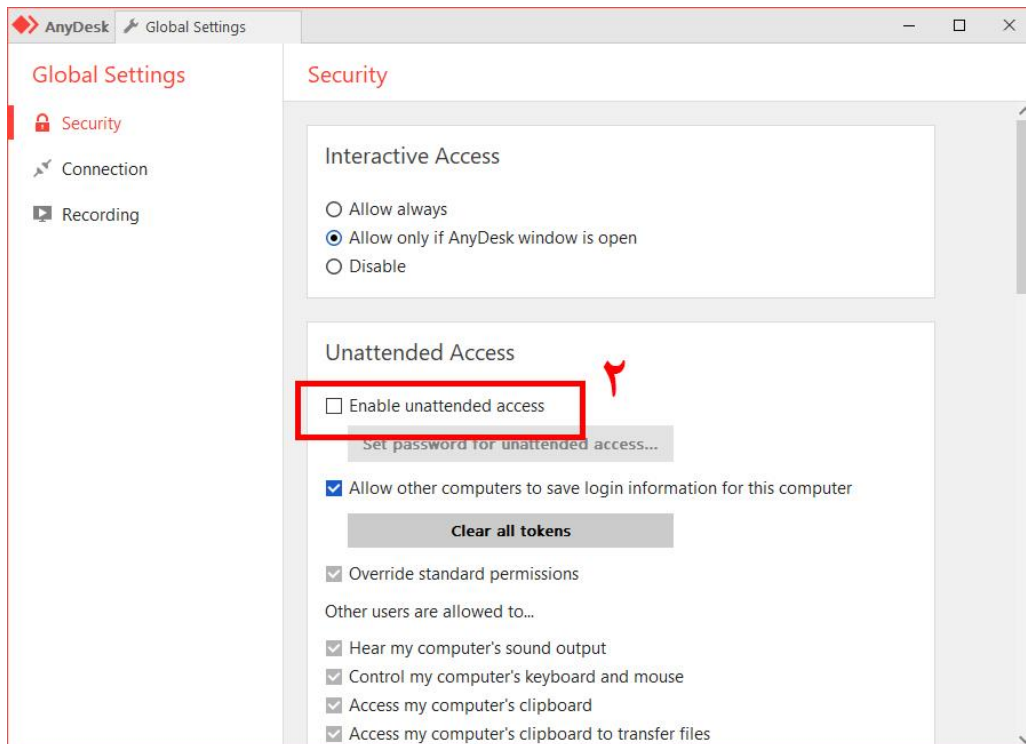 AnyDesk
Global Settings
Global Settings
Security
Connection
Recording
Security
Interactive Access
Allow always
Allow only if AnyDesk window is open
Disable
Unattended Access
۲
Enable unattended access
Set password for unattended access...
Allow other computers to save login information for this computer
Clear all tokens
Override standard permissions
Other users are allowed to...
Hear my computer's sound output
Control my computer's keyboard and mouse
Access my computer's clipboard
Access my computer's clipboard to transfer files